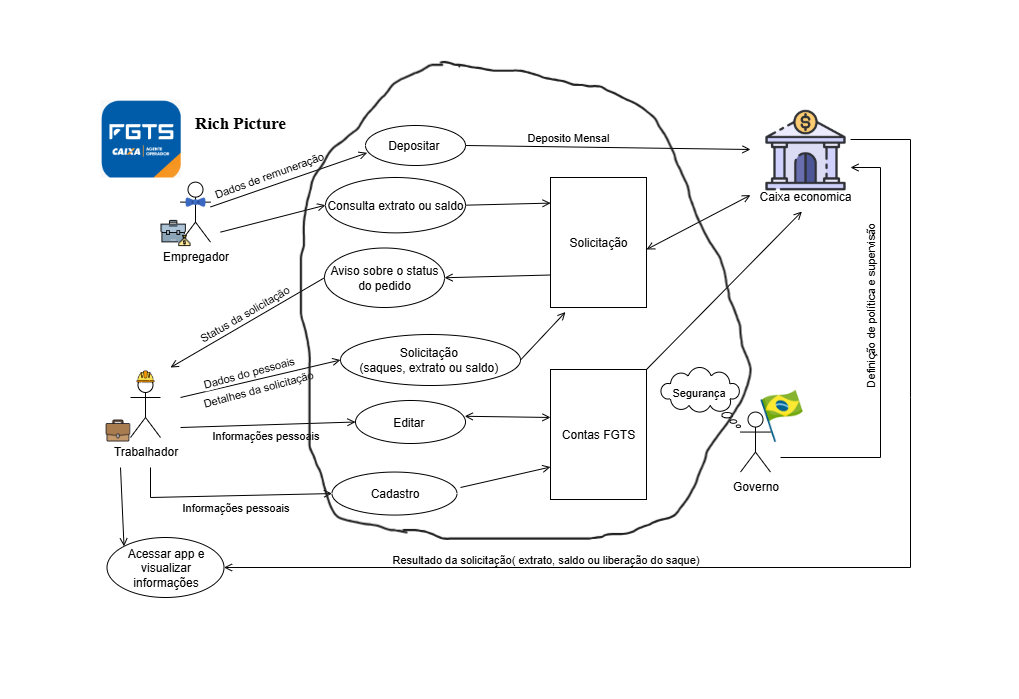 FGTS
CAIXA
AGENTE
OPERADOR
Rich Picture
Depositar
Deposito Mensal
Dados de remuneração
Consulta extrato ou saldo
Caixa economica
Empregador
Solicitação
Aviso sobre o status
do pedido
Status da solicitação
Definição de política e supervisão
Solicitação
(saques, extrato ou saldo)
Dados do pessoais
Detalhes da solicitação
Segurança
Editar
Contas FGTS
Informações pessoais
Trabalhador
Governo
Cadastro
Informações pessoais
Acessar app e
visualizar
informações
Resultado da solicitação( extrato, saldo ou liberação do saque)